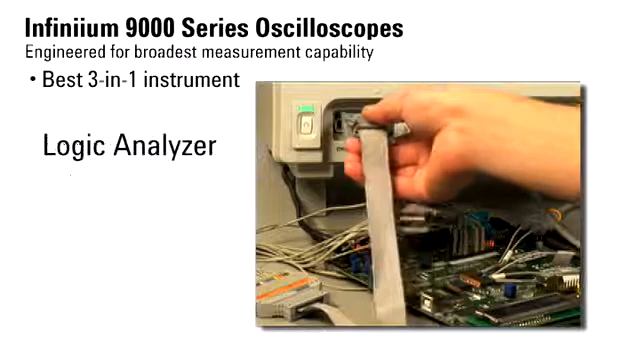 Infiniium 9000 Series Oscilloscopes
Engineered for broadest measurement capability
• Best 3-in-1 instrument
Logic Analyzer